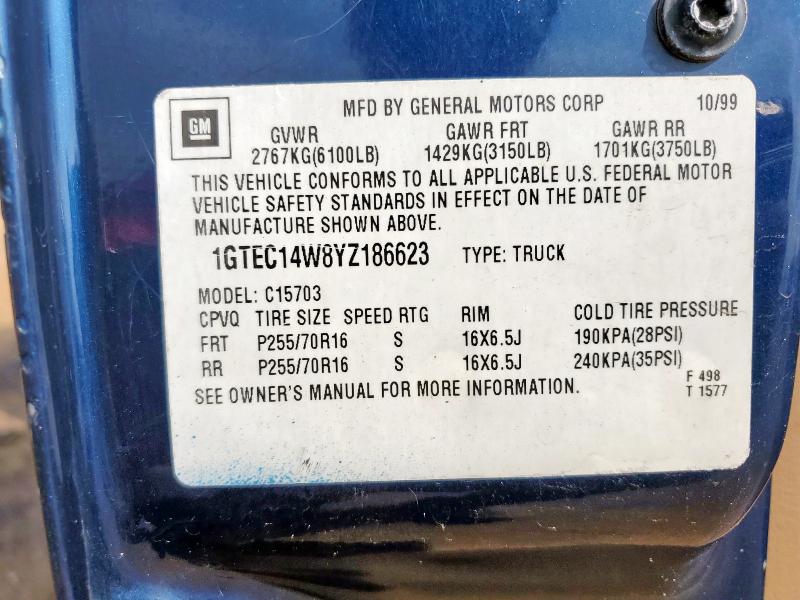 GM
MFD BY GENERAL MOTORS CORP 10/99
GVWR GAWR FRT GAWR RR
2767KG(6100LB) 1429KG(3150LB) 1701KG(3750LB)
THIS VEHICLE CONFORMS TO ALL APPLICABLE U.S. FEDERAL MOTOR
VEHICLE SAFETY STANDARDS IN EFFECT ON THE DATE OF
MANUFACTURE SHOWN ABOVE.
1GTEC14W8YZ186623 TYPE: TRUCK
MODEL: C15703
CPVQ TIRE SIZE SPEED RTG RIM COLD TIRE PRESSURE
FRT P255/70R16 S 16X6.5J 190KPA(28PSI)
RR P255/70R16 S 16X6.5J 240KPA(35PSI)
SEE OWNER'S MANUAL FOR MORE INFORMATION.
F 498
T 1577